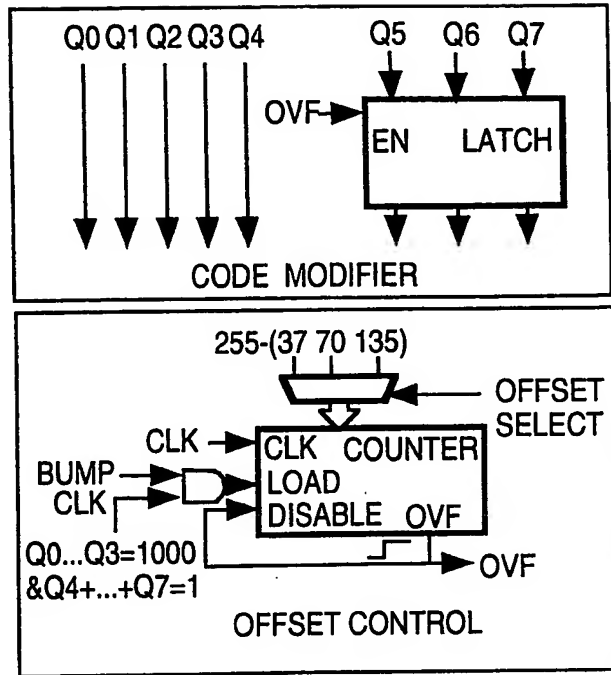 Q0 Q1 Q2 Q3 Q4
Q5 Q6 Q7
OVF
EN LATCH
CODE MODIFIER
255-(37 70 135)
OFFSET
SELECT
CLK
CLK COUNTER
BUMP
LOAD
CLK
DISABLE OVF
Q0...Q3=1000
&Q4+...+Q7=1
OVF
OFFSET CONTROL